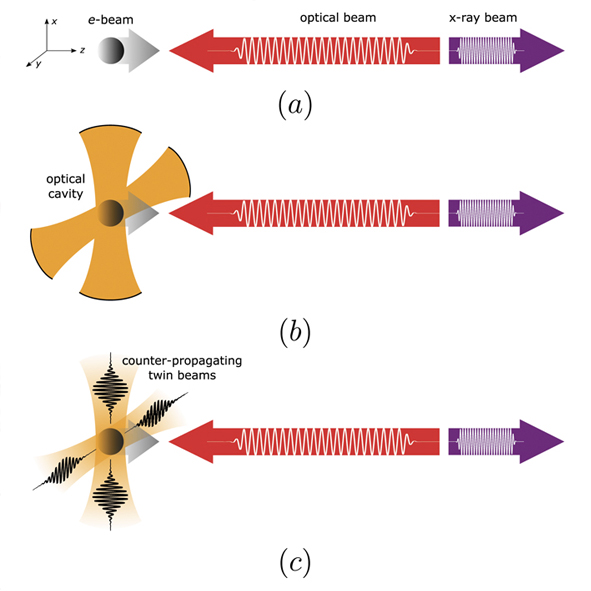 x
y
z
e-beam
optical beam
x-ray beam
(a)
optical
cavity
(b)
counter-propagating
twin beams
(c)